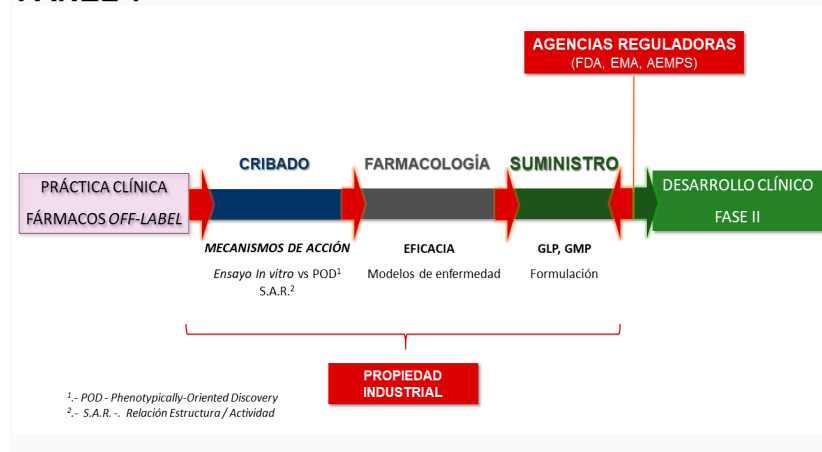 AGENCIAS REGULADORAS
(FDA, EMA, AEMPS)
CRIBADO
FARMACOLOGÍA
SUMINISTRO
PRÁCTICA CLÍNICA
FÁRMACOS OFF-LABEL
DESARROLLO CLÍNICO
FASE II
MECANISMOS DE ACCIÓN
Ensayo In vitro vs POD¹
S.A.R.²
EFICACIA
Modelos de enfermedad
GLP, GMP
Formulación
PROPIEDAD
INDUSTRIAL
¹.- POD - Phenotypically-Oriented Discovery
².- S.A.R. -. Relación Estructura / Actividad